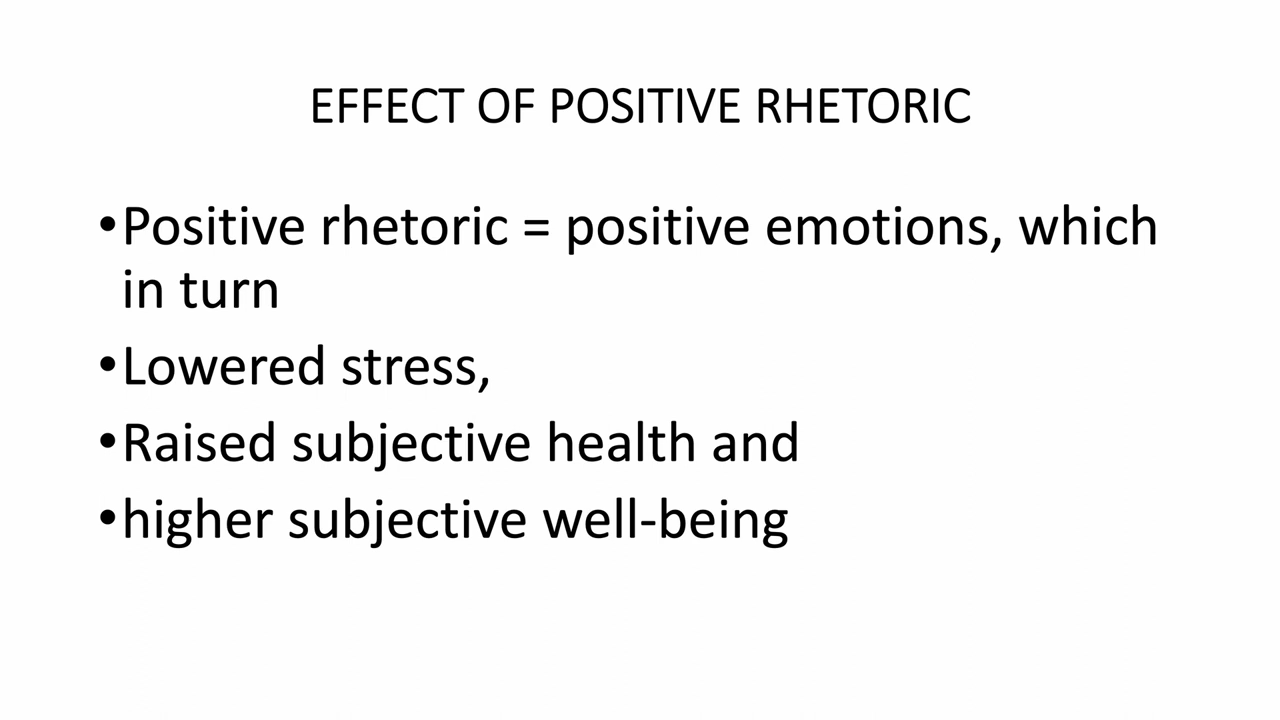 EFFECT OF POSITIVE RHETORIC
•Positive rhetoric = positive emotions, which
in turn
•Lowered stress,
•Raised subjective health and
•higher subjective well-being